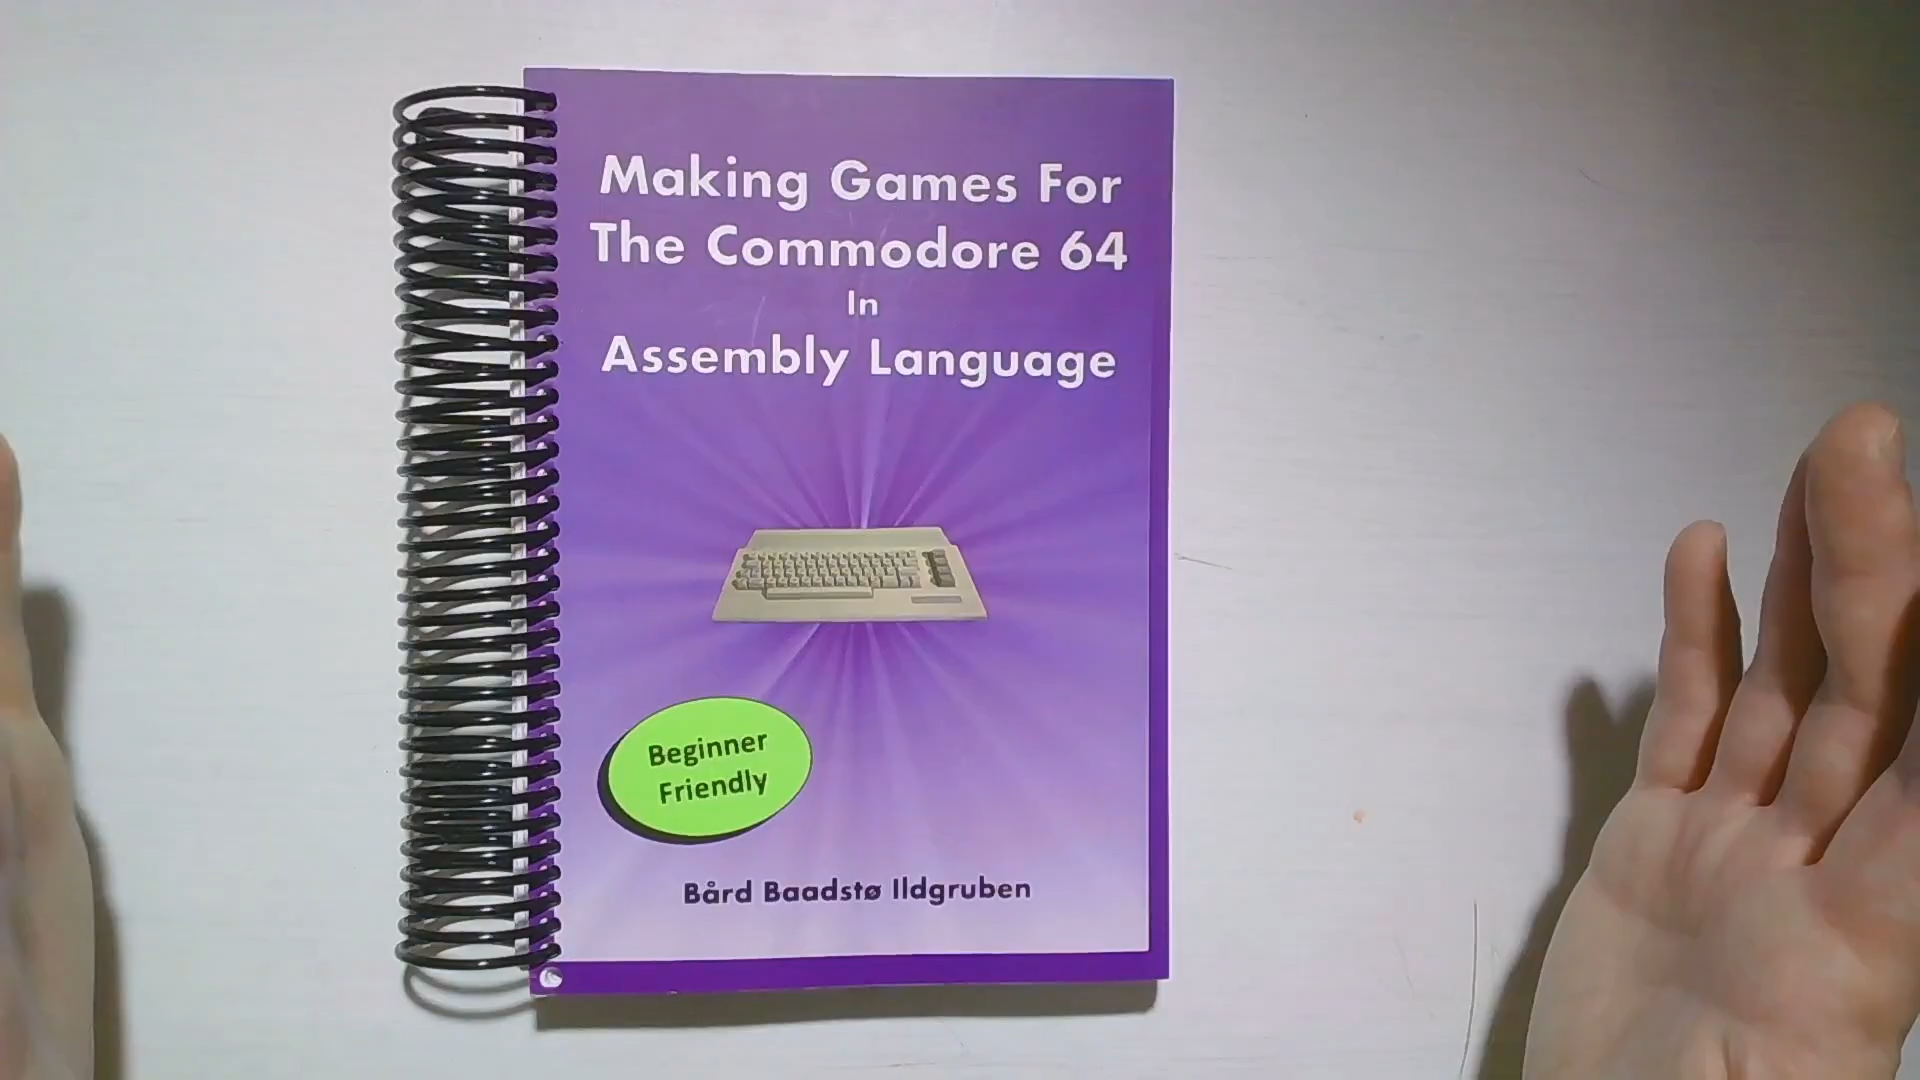 Making Games For
The Commodore 64
In
Assembly Language
Beginner
Friendly
Bård Baadstø Ildgruben